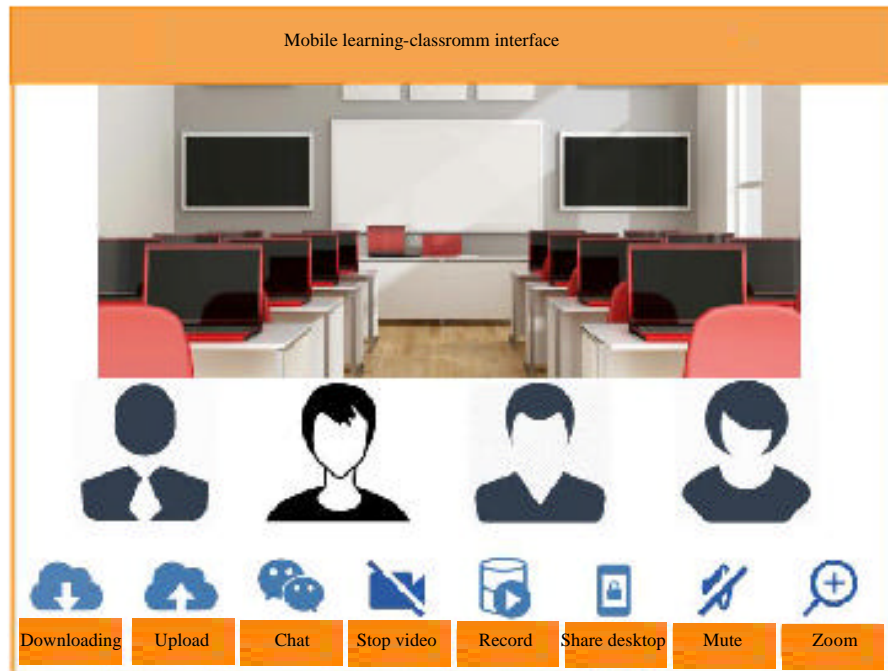 Mobile learning-classromm interface
Downloading Upload Chat Stop video Record Share desktop Mute Zoom